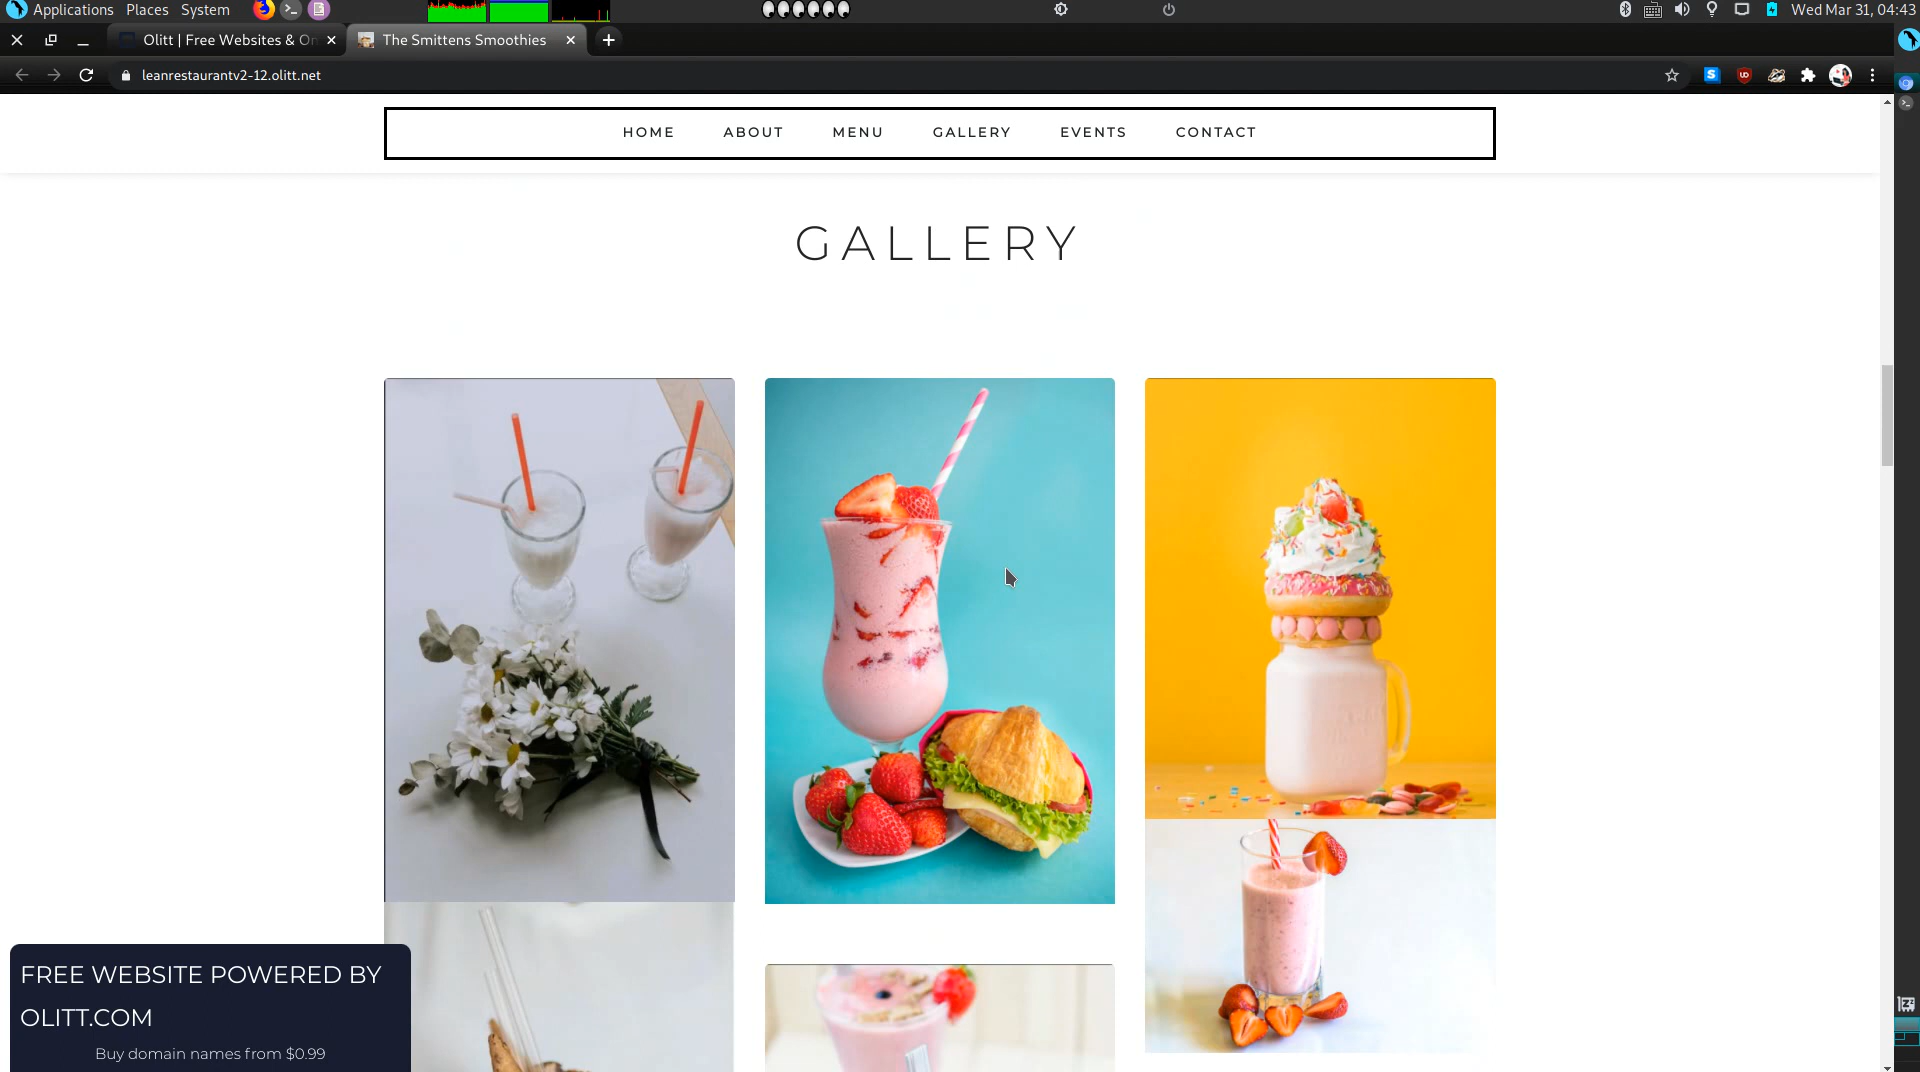 Applications Places System
Wed Mar 31, 04:43
Olitt | Free Websites & On
The Smittens Smoothies
leanrestaurantv2-12.olitt.net
HOME ABOUT MENU GALLERY EVENTS CONTACT
GALLERY
FREE WEBSITE POWERED BY
OLITT.COM
Buy domain names from $0.99